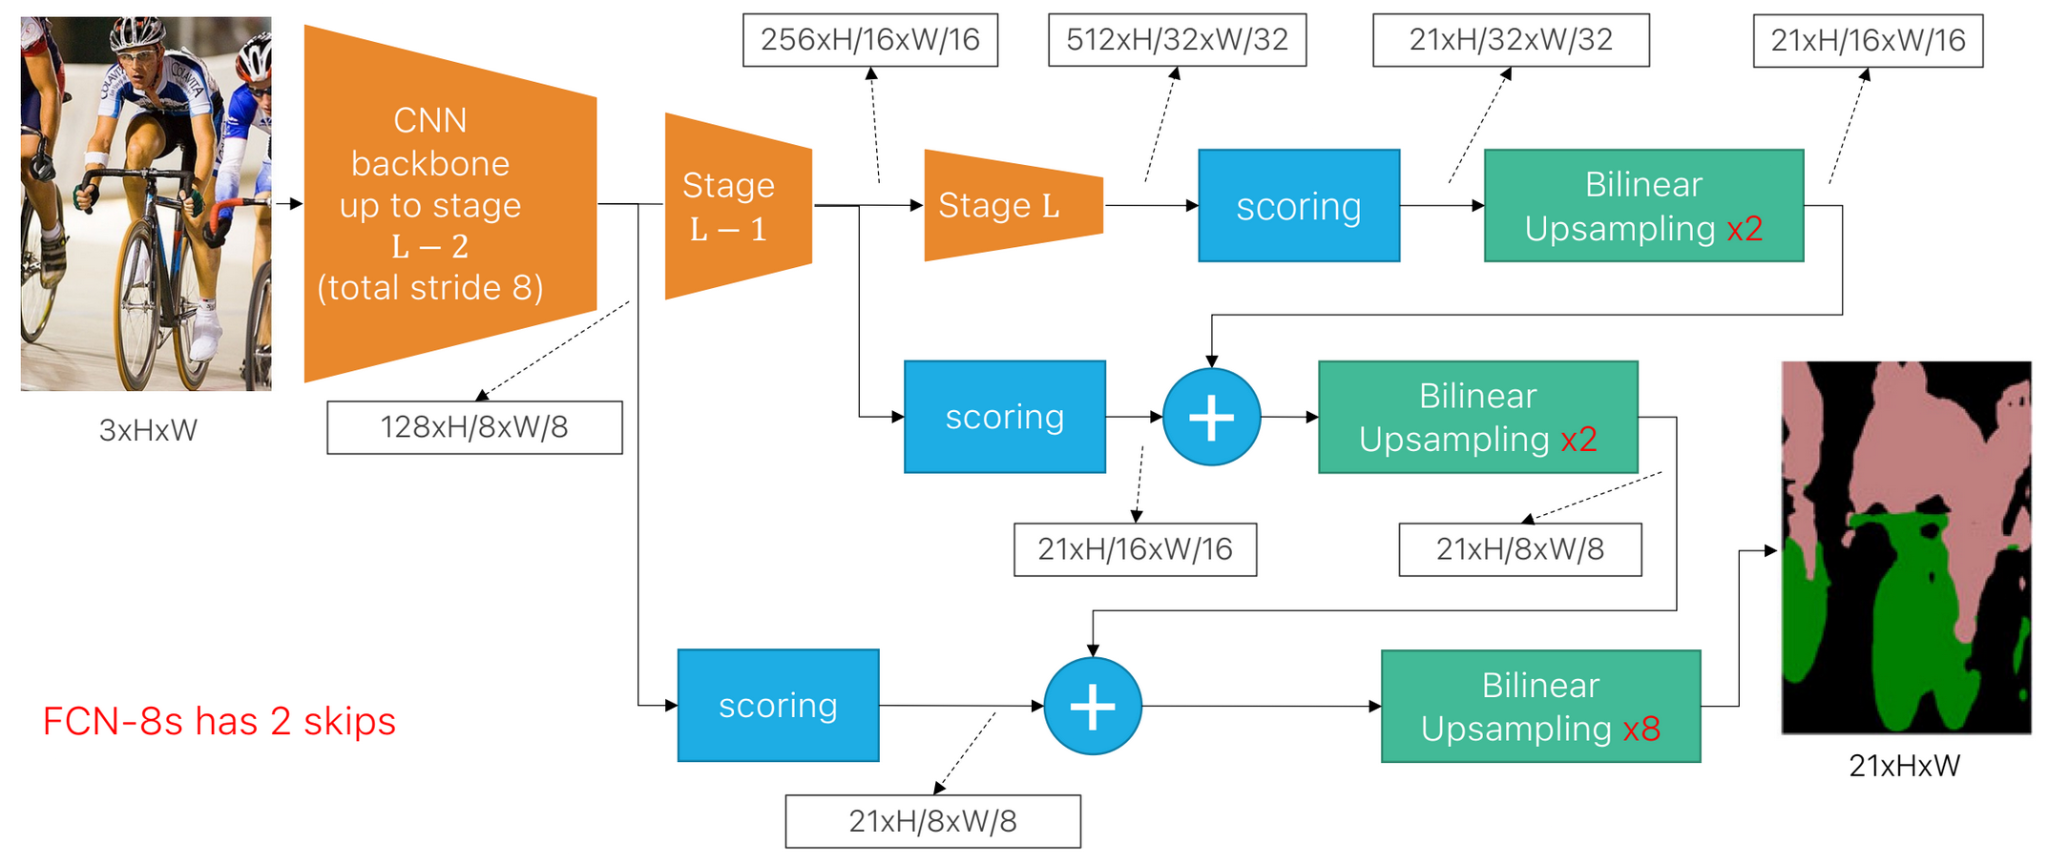 256xH/16xW/16
512xH/32xW/32
21xH/32xW/32
21xH/16xW/16
CNN
backbone
up to stage
L − 2
(total stride 8)
Stage
L − 1
Stage L
scoring
Bilinear
Upsampling x2
3xHxW
128xH/8xW/8
scoring
+
Bilinear
Upsampling x2
21xH/16xW/16
21xH/8xW/8
FCN-8s has 2 skips
scoring
+
Bilinear
Upsampling x8
21xHxW
21xH/8xW/8
COLAVITA